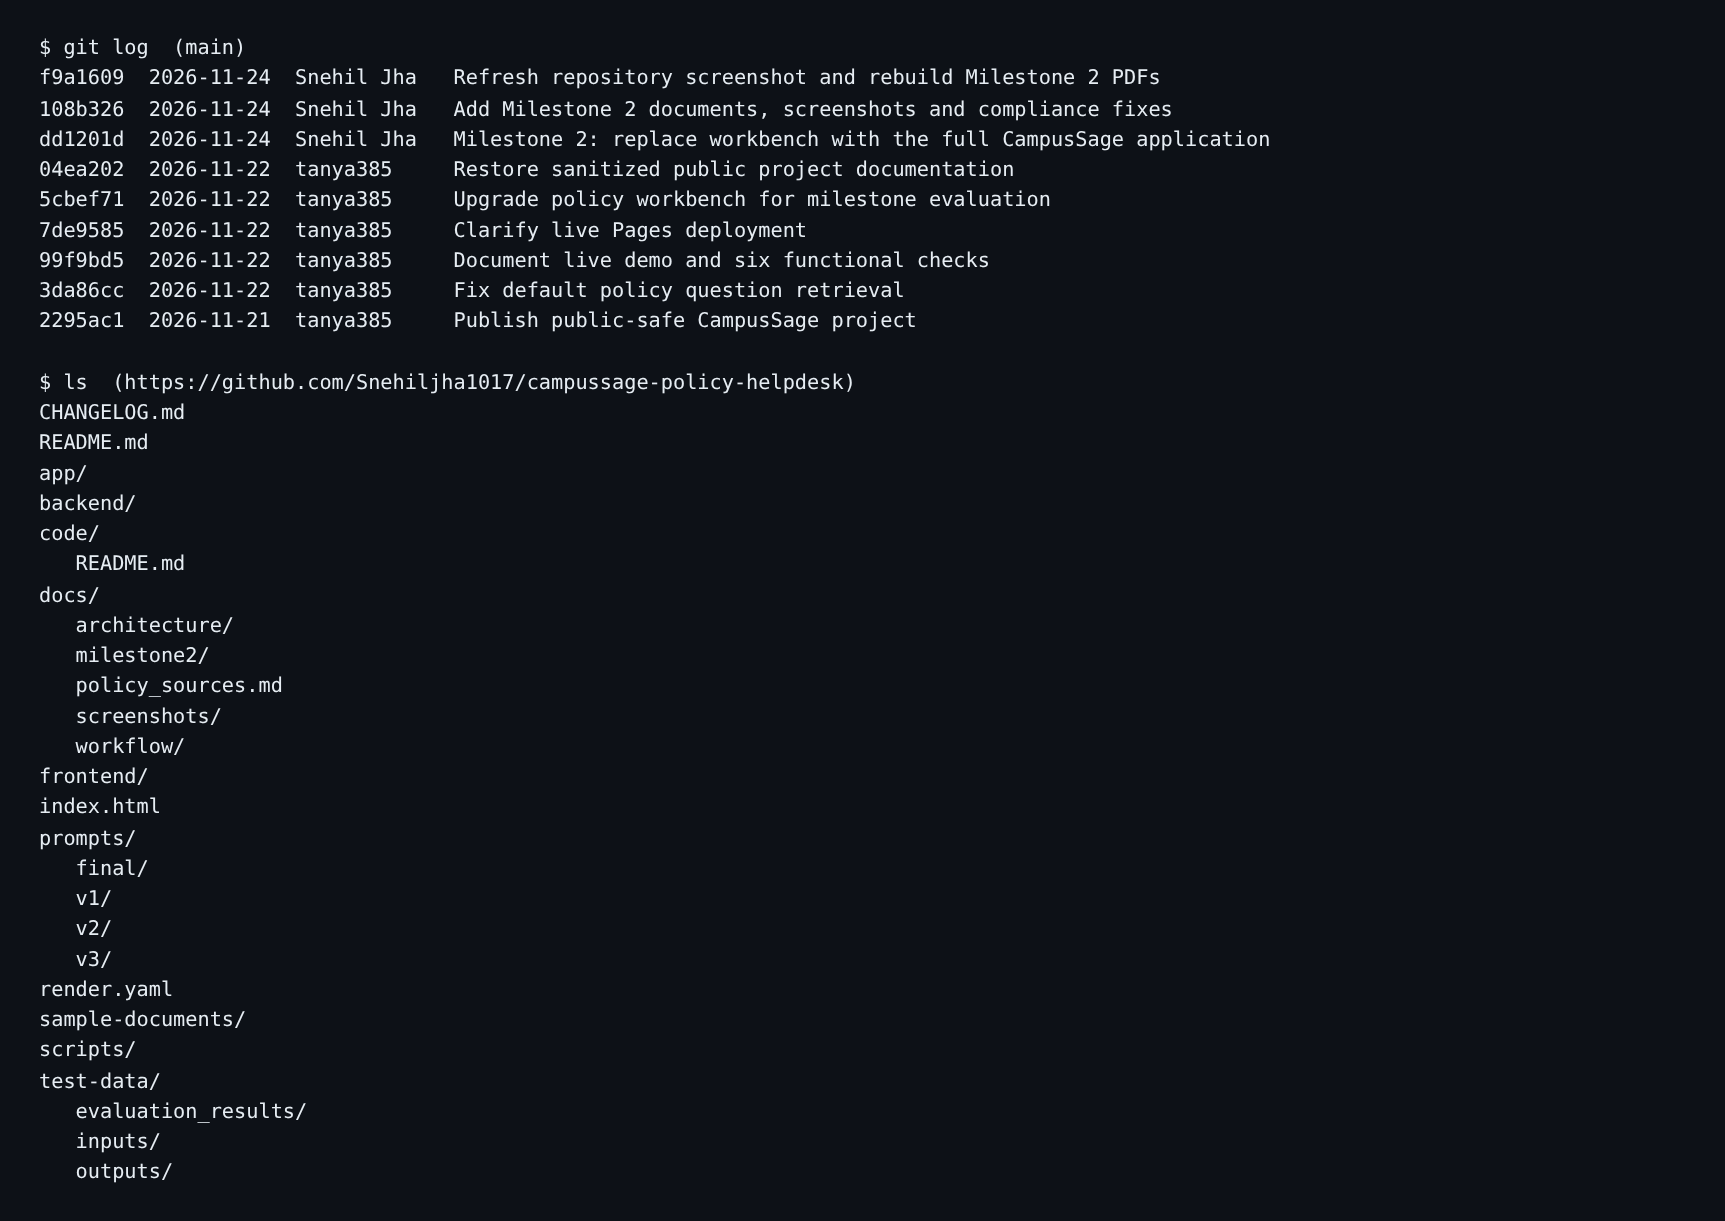 $ git log  (main)
f9a1609  2026-11-24  Snehil Jha   Refresh repository screenshot and rebuild Milestone 2 PDFs
108b326  2026-11-24  Snehil Jha   Add Milestone 2 documents, screenshots and compliance fixes
dd1201d  2026-11-24  Snehil Jha   Milestone 2: replace workbench with the full CampusSage application
04ea202  2026-11-22  tanya385     Restore sanitized public project documentation
5cbef71  2026-11-22  tanya385     Upgrade policy workbench for milestone evaluation
7de9585  2026-11-22  tanya385     Clarify live Pages deployment
99f9bd5  2026-11-22  tanya385     Document live demo and six functional checks
3da86cc  2026-11-22  tanya385     Fix default policy question retrieval
2295ac1  2026-11-21  tanya385     Publish public-safe CampusSage project

$ ls  (https://github.com/Snehiljha1017/campussage-policy-helpdesk)
CHANGELOG.md
README.md
app/
backend/
code/
   README.md
docs/
   architecture/
   milestone2/
   policy_sources.md
   screenshots/
   workflow/
frontend/
index.html
prompts/
   final/
   v1/
   v2/
   v3/
render.yaml
sample-documents/
scripts/
test-data/
   evaluation_results/
   inputs/
   outputs/